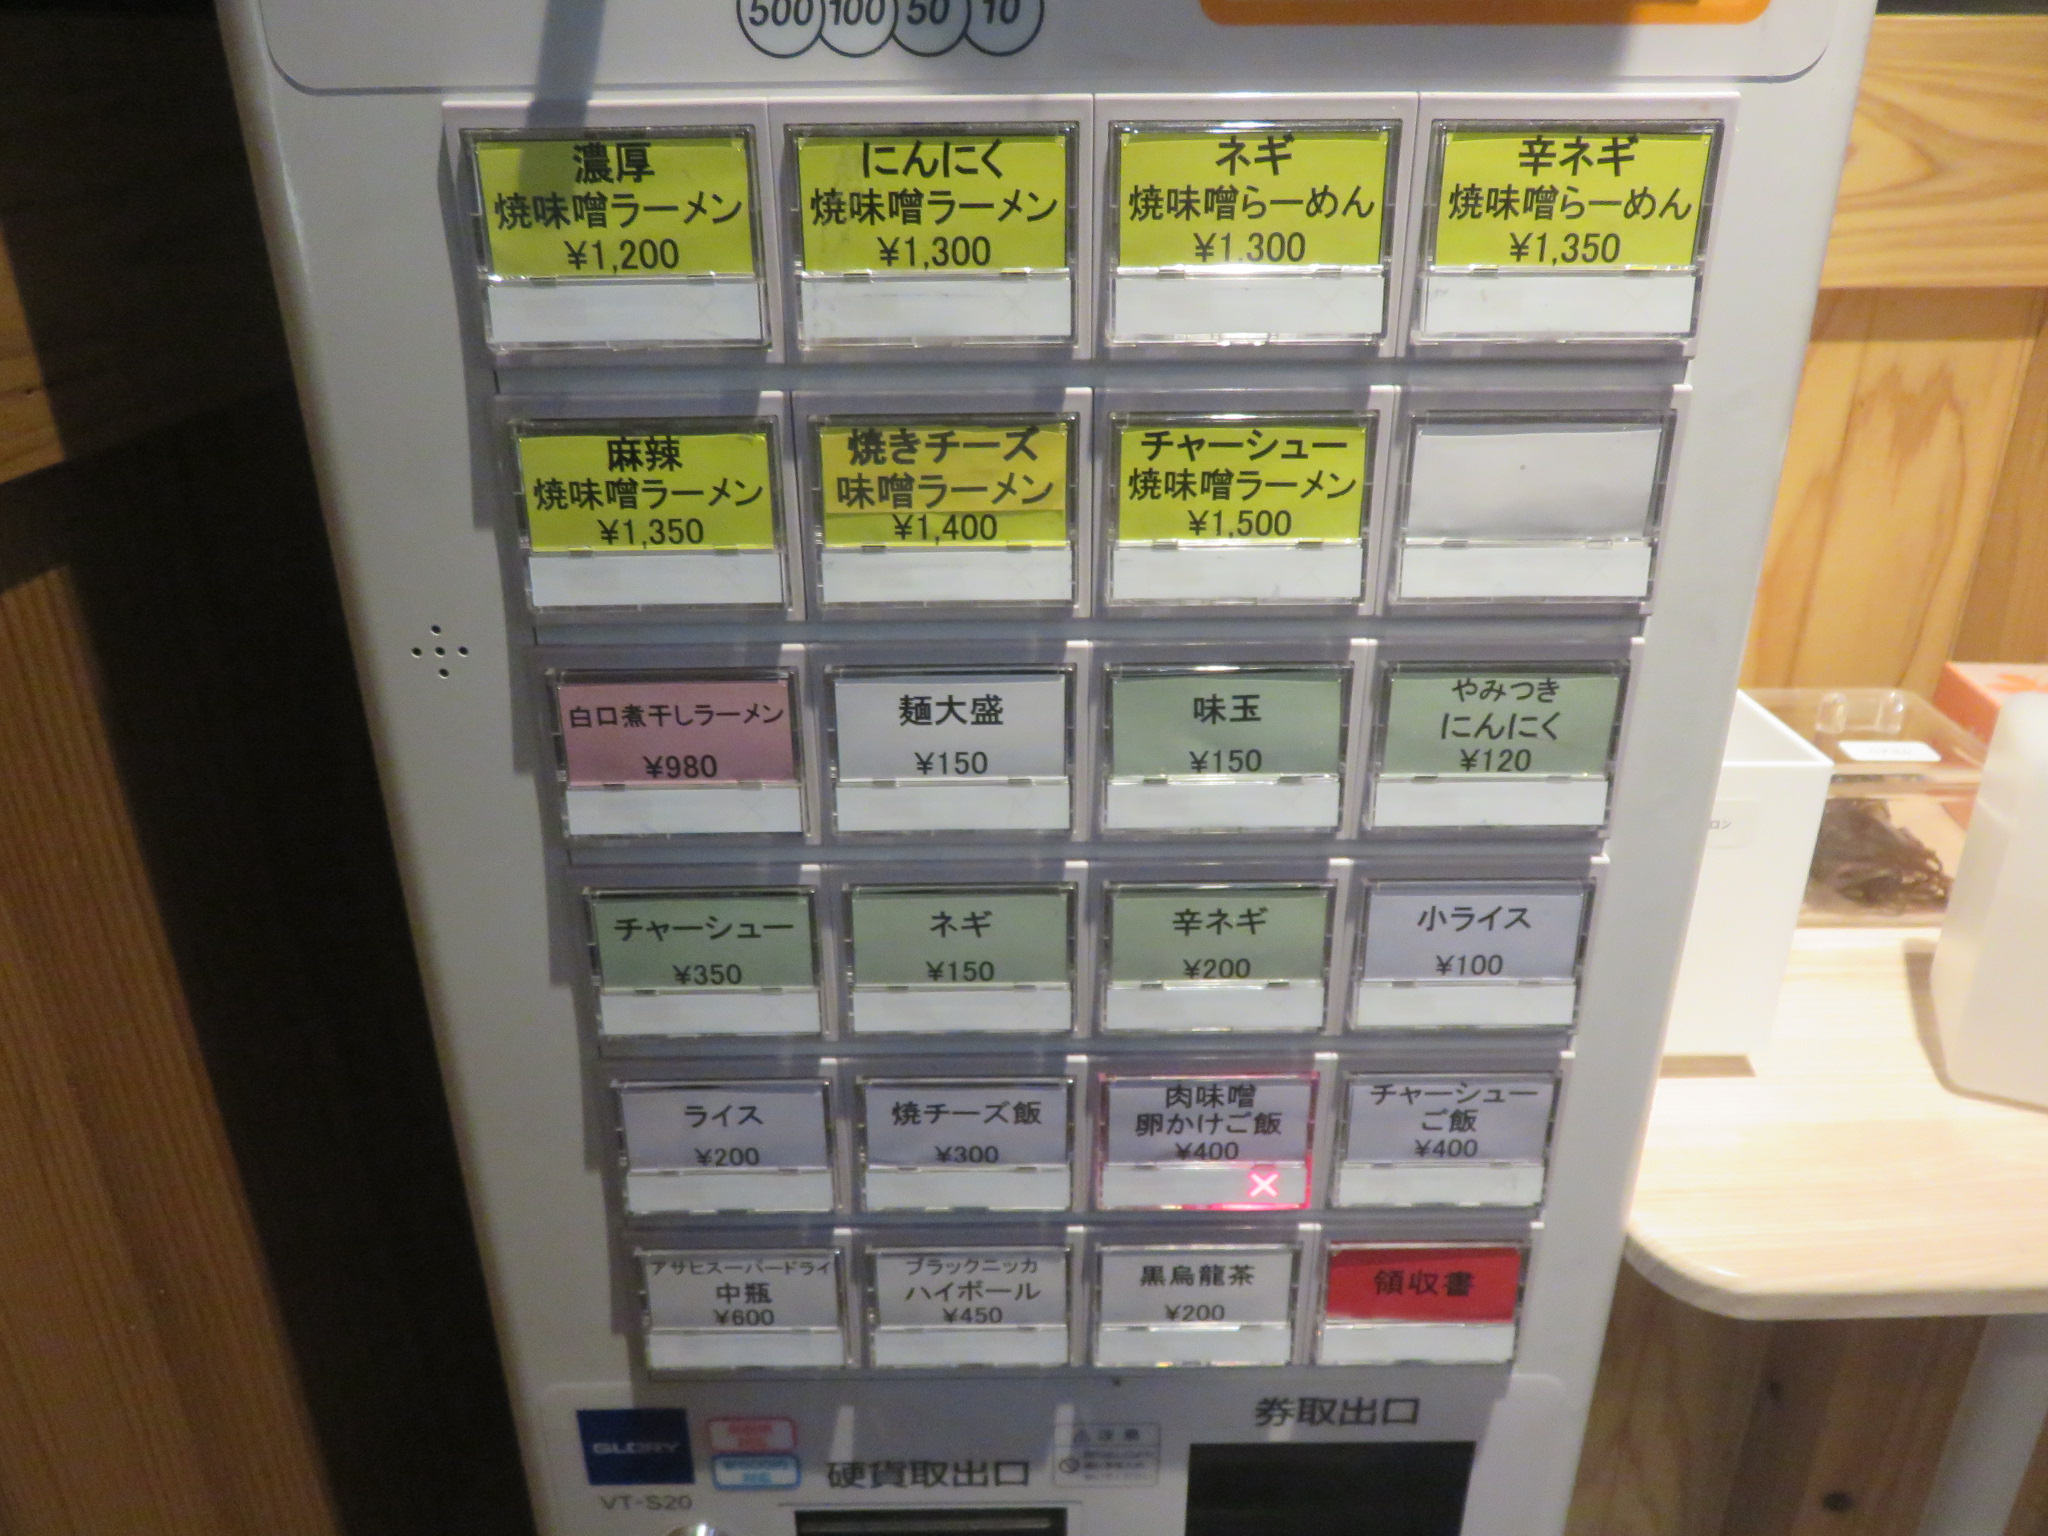 500 100 50 10
濃厚
焼味噌ラーメン
¥1,200
にんにく
焼味噌ラーメン
¥1,300
ネギ
焼味噌らーめん
¥1.300
辛ネギ
焼味噌らーめん
¥1,350
麻辣
焼味噌ラーメン
¥1,350
焼きチーズ
味噌ラーメン
¥1,400
チャーシュー
焼味噌ラーメン
¥1,500
白口煮干しラーメン
¥980
麺大盛
¥150
味玉
¥150
やみつき
にんにく
¥120
チャーシュー
¥350
ネギ
¥150
辛ネギ
¥200
小ライス
¥100
ライス
¥200
焼チーズ飯
¥300
肉味噌
卵かけご飯
¥400
チャーシュー
ご飯
¥400
アサヒスーパードライ
中瓶
¥600
ブラックニッカ
ハイボール
¥450
黒烏龍茶
¥200
領収書
券取出口
GLORY
注意
硬貨取出口
VT-S20